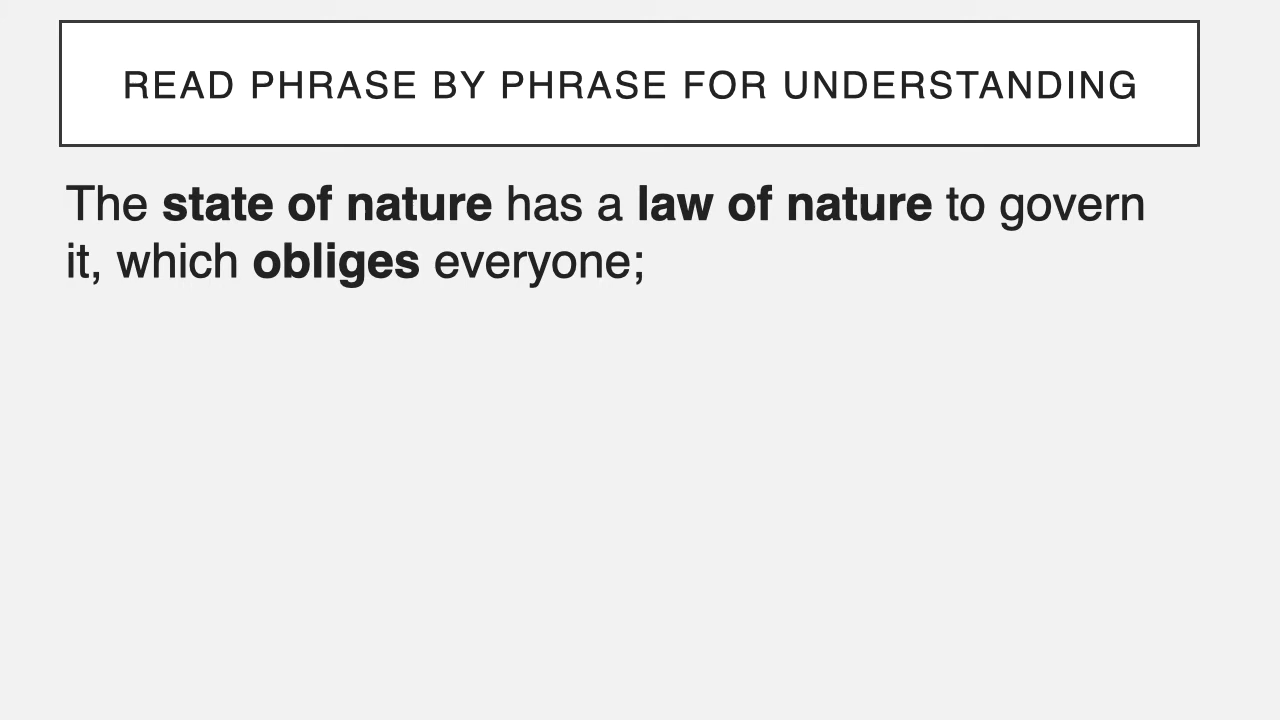 READ PHRASE BY PHRASE FOR UNDERSTANDING
The state of nature has a law of nature to govern
it, which obliges everyone;